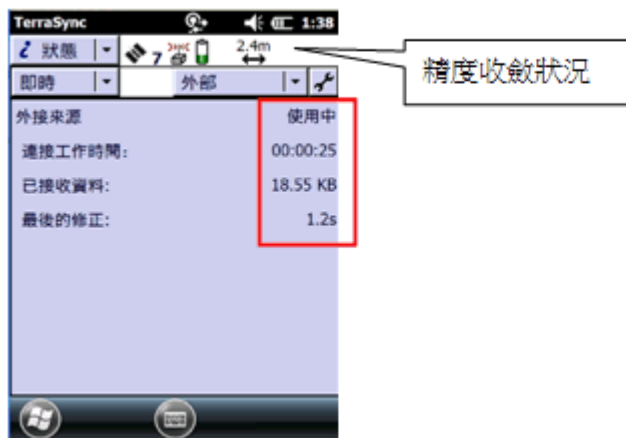 TerraSync 1:38
狀態 7 2.4m
精度收斂狀況
即時 外部
外接來源 使用中
連接工作時間: 00:00:25
已接收資料: 18.55 KB
最後的修正: 1.2s